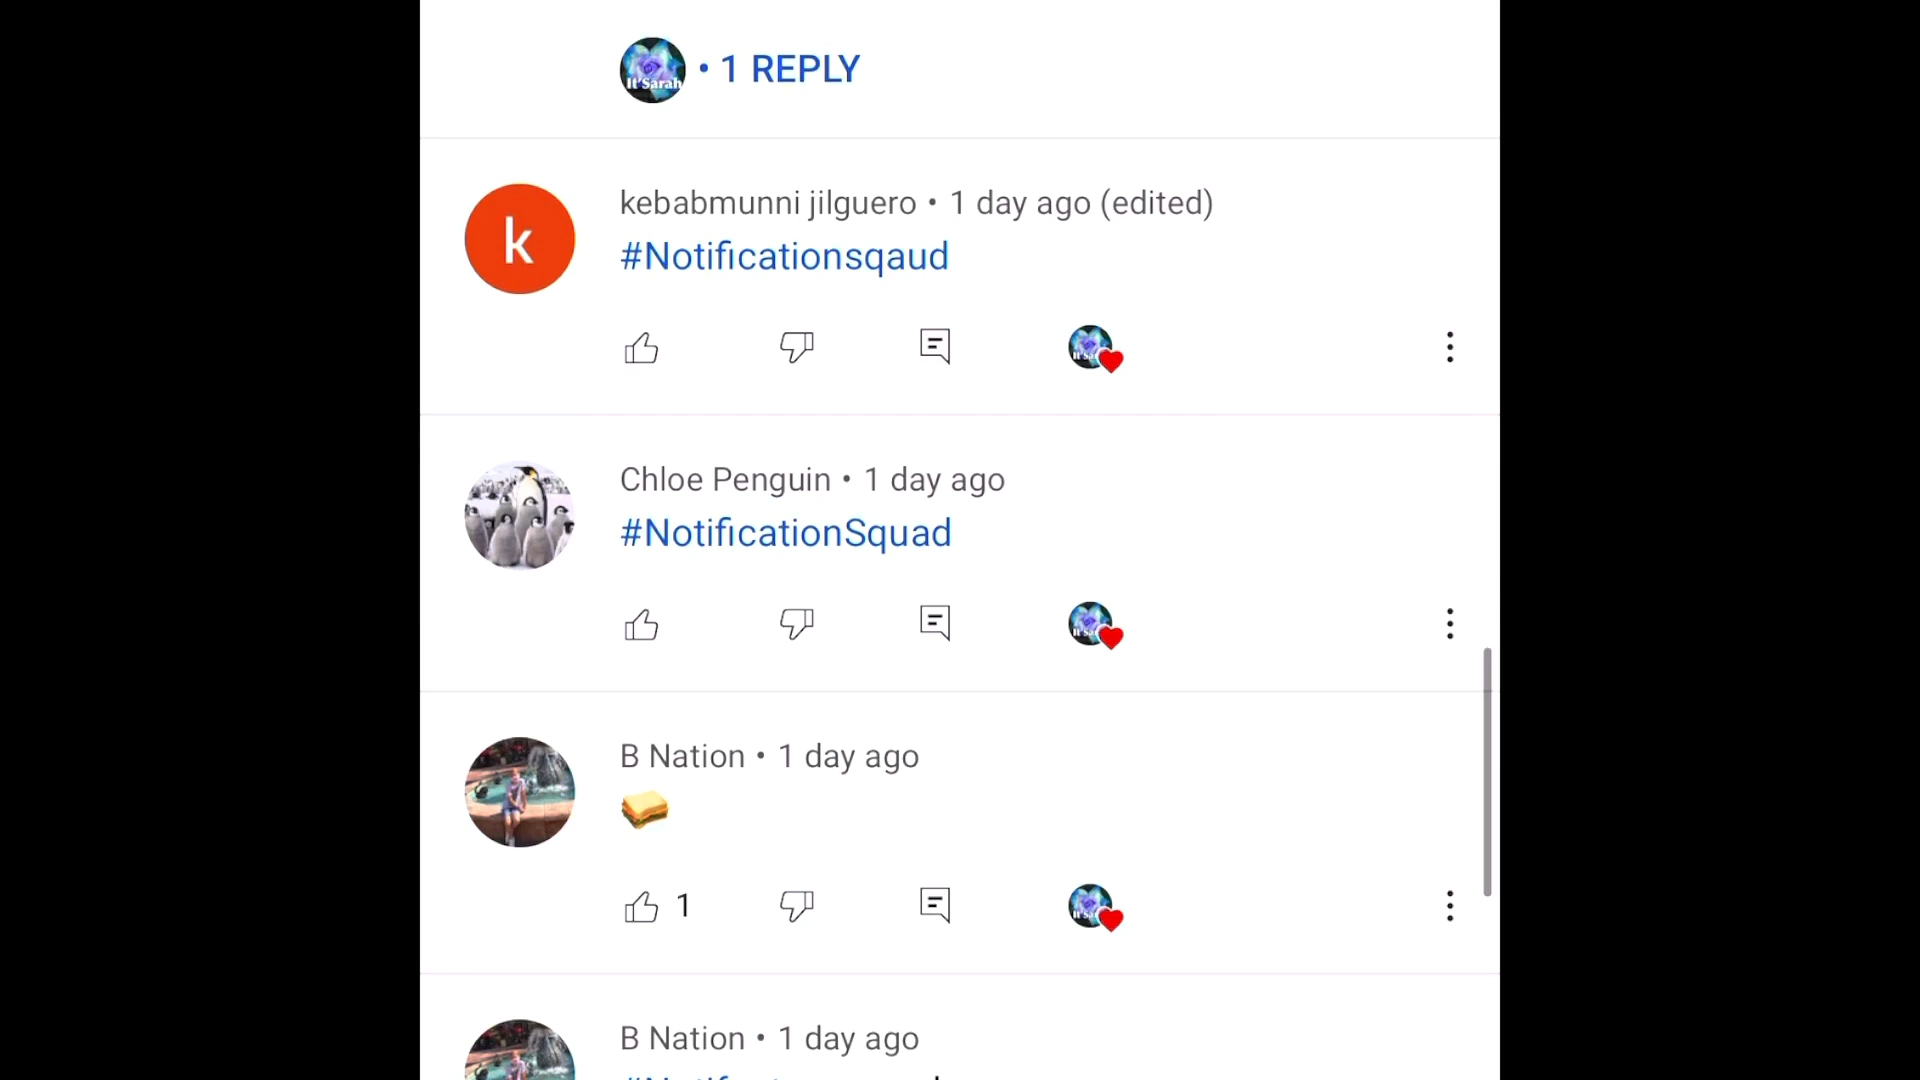 It'Sarah
• 1 REPLY
k
kebabmunni jilguero • 1 day ago (edited)
#Notificationsqaud
Chloe Penguin • 1 day ago
#NotificationSquad
B Nation • 1 day ago
1
B Nation • 1 day ago